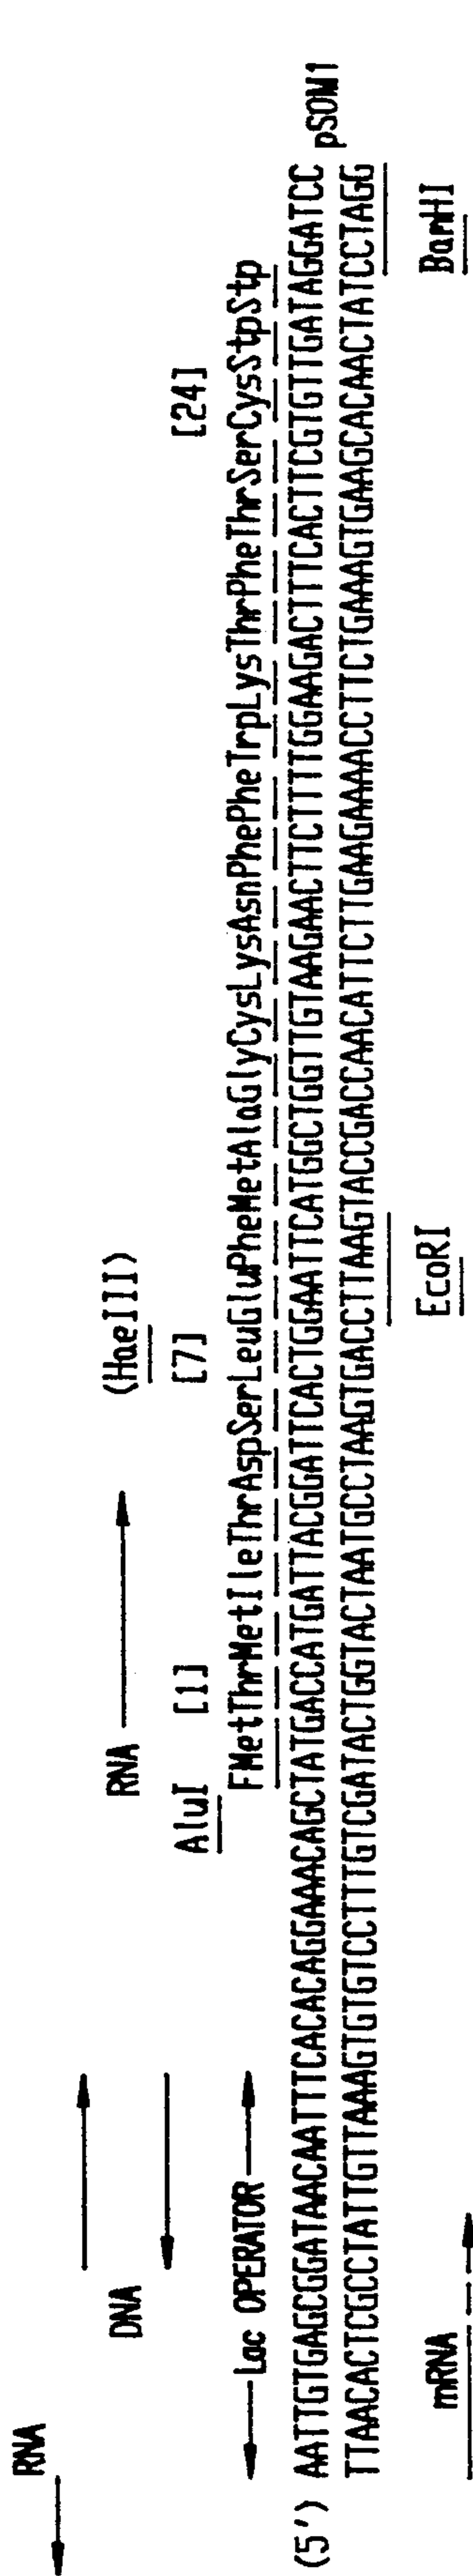 RNA
DNA
RNA
(HaeIII)
AluI [1] [7] [24]
Lac OPERATOR
FMetThrMetIleThrAspSerLeuGluPheMetAlaGlyCysLysAsnPhePheTrpLysThrPheThrSerCysStpStp
(5') AATTGTGAGCGGATAACAATTTCACACAGGAAACAGCTATGACCATGATTACGGATTCACTGGAATTCATGGCTGGTTGTAAGAACTTCTTTTGGAAGACTTTCACTTCGTGTTGATAGGATCC
pSOM1
TTAACACTCGCCTATTGTTAAAGTGTGTCCTTTGTCGATACTGGTACTAATGCCTAAGTGACCTTAAGTACCGACCAACATTCTTGAAGAAAACCTTCTGAAAGTGAAGCACAACTATCCTAGG
mRNA
EcoRI
BamHI